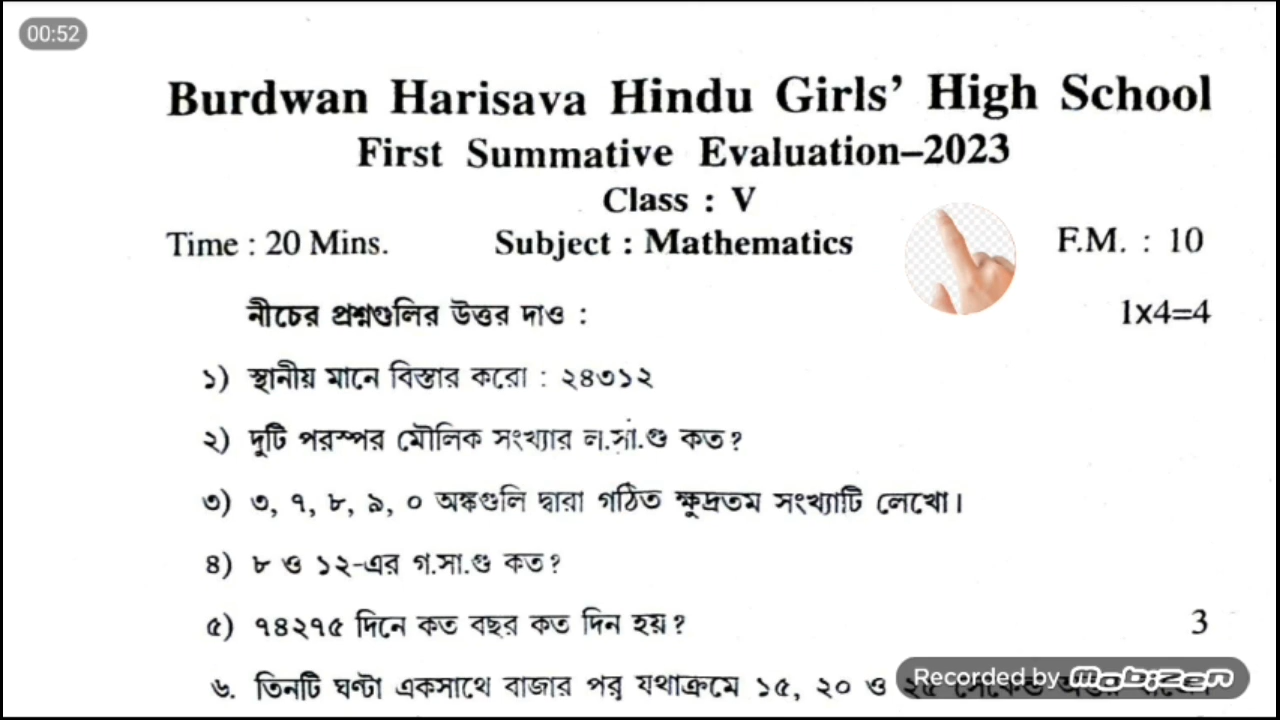 00:52
Burdwan Harisava Hindu Girls' High School
First Summative Evaluation–2023
Class : V
Time : 20 Mins. Subject : Mathematics F.M. : 10
নীচের প্রশ্নগুলির উত্তর দাও : 1x4=4
১) স্থানীয় মানে বিস্তার করো : ২৪৩১২
২) দুটি পরস্পর মৌলিক সংখ্যার ল.সা.গু কত?
৩) ৩, ৭, ৮, ৯, ০ অঙ্কগুলি দ্বারা গঠিত ক্ষুদ্রতম সংখ্যাটি লেখো।
৪) ৮ ও ১২-এর গ.সা.গু কত?
৫) ৭৪২৭৫ দিনে কত বছর কত দিন হয়? 3
৬. তিনটি ঘণ্টা একসাথে বাজার পর যথাক্রমে ১৫, ২০ ও
Recorded by Mobizen